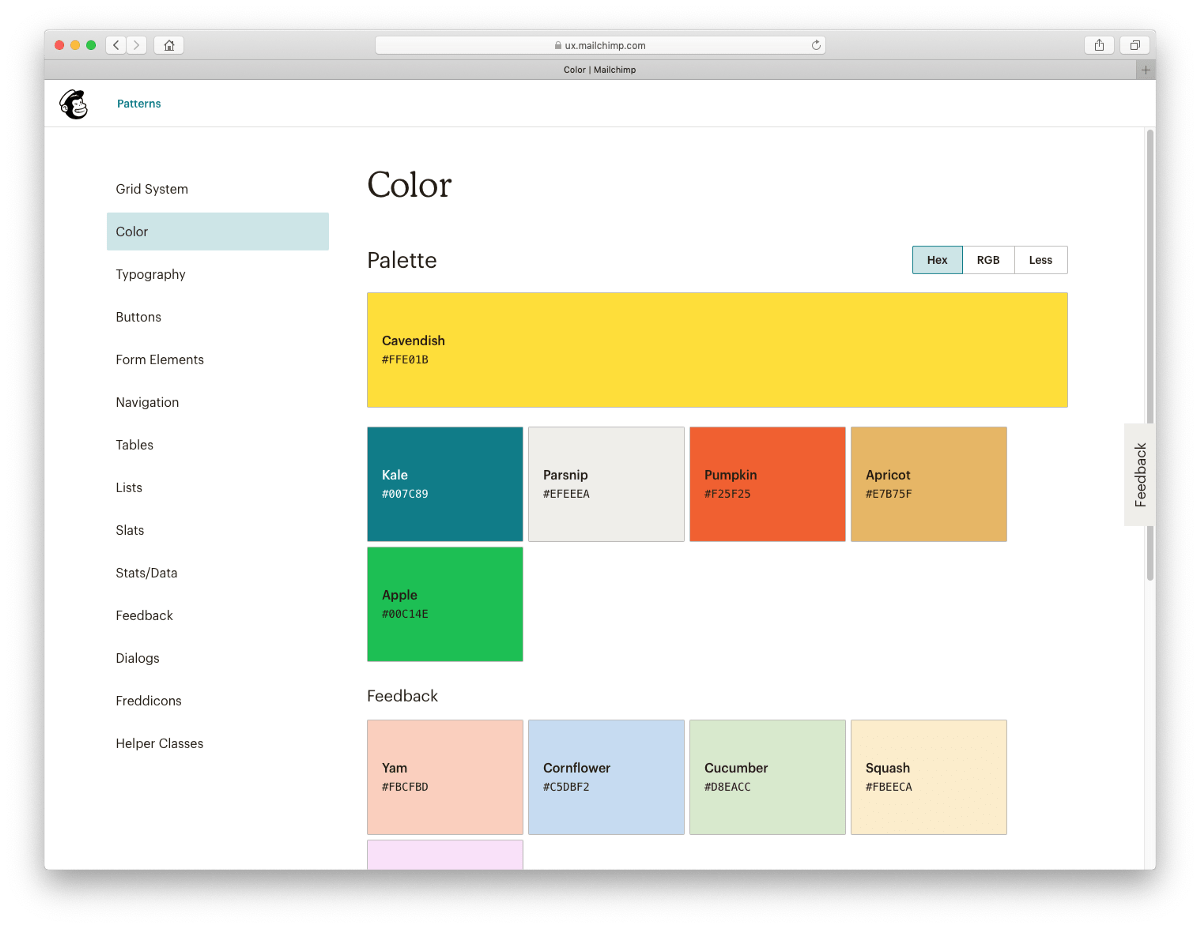 ux.mailchimp.com
Color | Mailchimp
Patterns
Grid System
Color
Typography
Buttons
Form Elements
Navigation
Tables
Lists
Slats
Stats/Data
Feedback
Dialogs
Freddicons
Helper Classes
Color
Palette
Hex RGB Less
Cavendish
#FFE01B
Kale
#007C89
Parsnip
#EFEEEA
Pumpkin
#F25F25
Apricot
#E7B75F
Apple
#00C14E
Feedback
Yam
#FBCFBD
Cornflower
#C5DBF2
Cucumber
#D8EACC
Squash
#FBEECA
Feedback